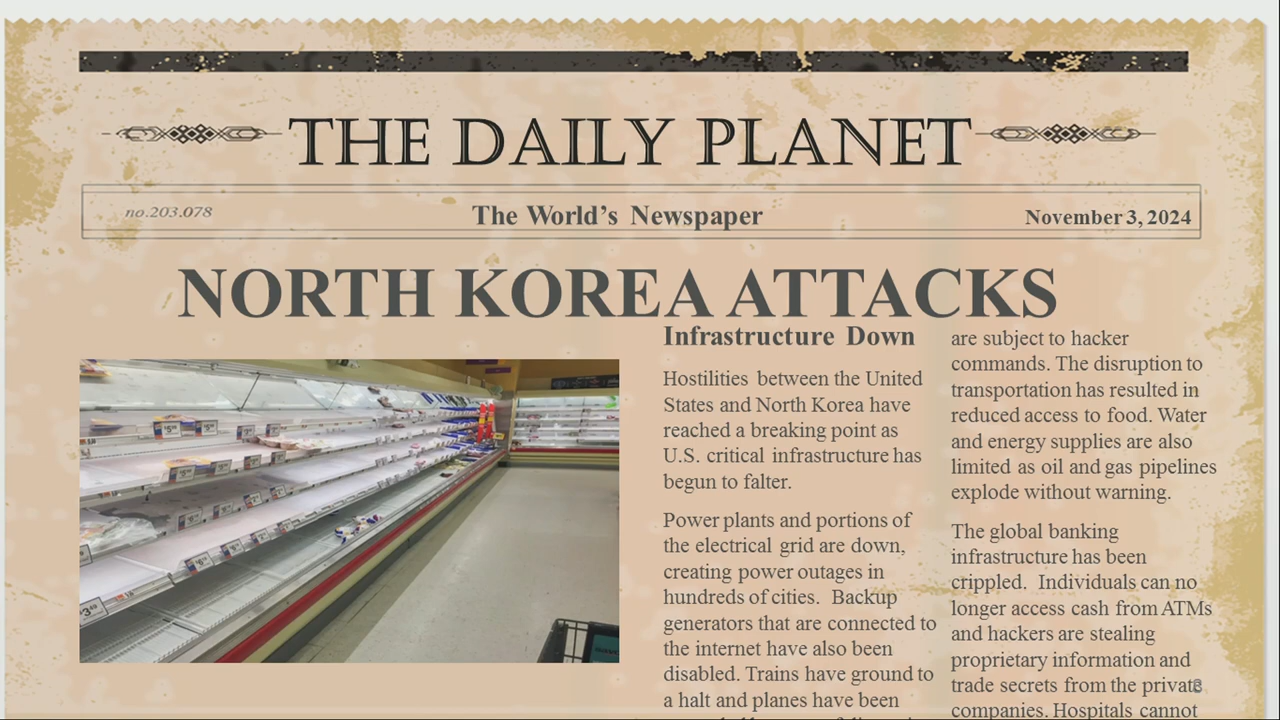 THE DAILY PLANET
no.203.078
The World's Newspaper
November 3, 2024
NORTH KOREA ATTACKS
Infrastructure Down
Hostilities between the United
States and North Korea have
reached a breaking point as
U.S. critical infrastructure has
begun to falter.
Power plants and portions of
the electrical grid are down,
creating power outages in
hundreds of cities. Backup
generators that are connected to
the internet have also been
disabled. Trains have ground to
a halt and planes have been
are subject to hacker
commands. The disruption to
transportation has resulted in
reduced access to food. Water
and energy supplies are also
limited as oil and gas pipelines
explode without warning.
The global banking
infrastructure has been
crippled. Individuals can no
longer access cash from ATMs
and hackers are stealing
proprietary information and
trade secrets from the private
companies. Hospitals cannot
8